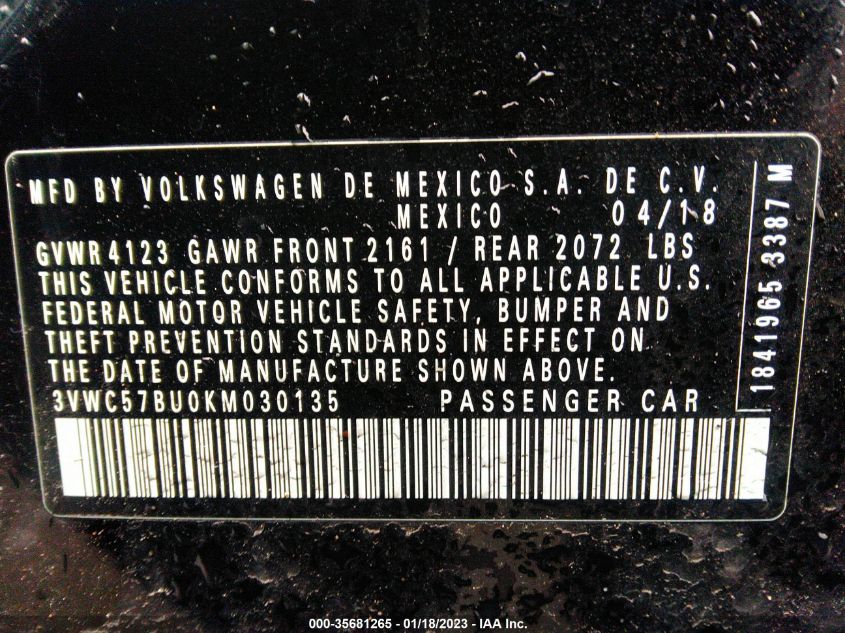 MFD BY VOLKSWAGEN DE MEXICO S.A. DE C.V.
MEXICO 04/18
GVWR 4123 GAWR FRONT 2161 / REAR 2072 LBS
THIS VEHICLE CONFORMS TO ALL APPLICABLE U.S.
FEDERAL MOTOR VEHICLE SAFETY, BUMPER AND
THEFT PREVENTION STANDARDS IN EFFECT ON
THE DATE OF MANUFACTURE SHOWN ABOVE.
3VWC57BU0KM030135 PASSENGER CAR
1841965 3387 M
000-35681265 - 01/18/2023 - IAA Inc.